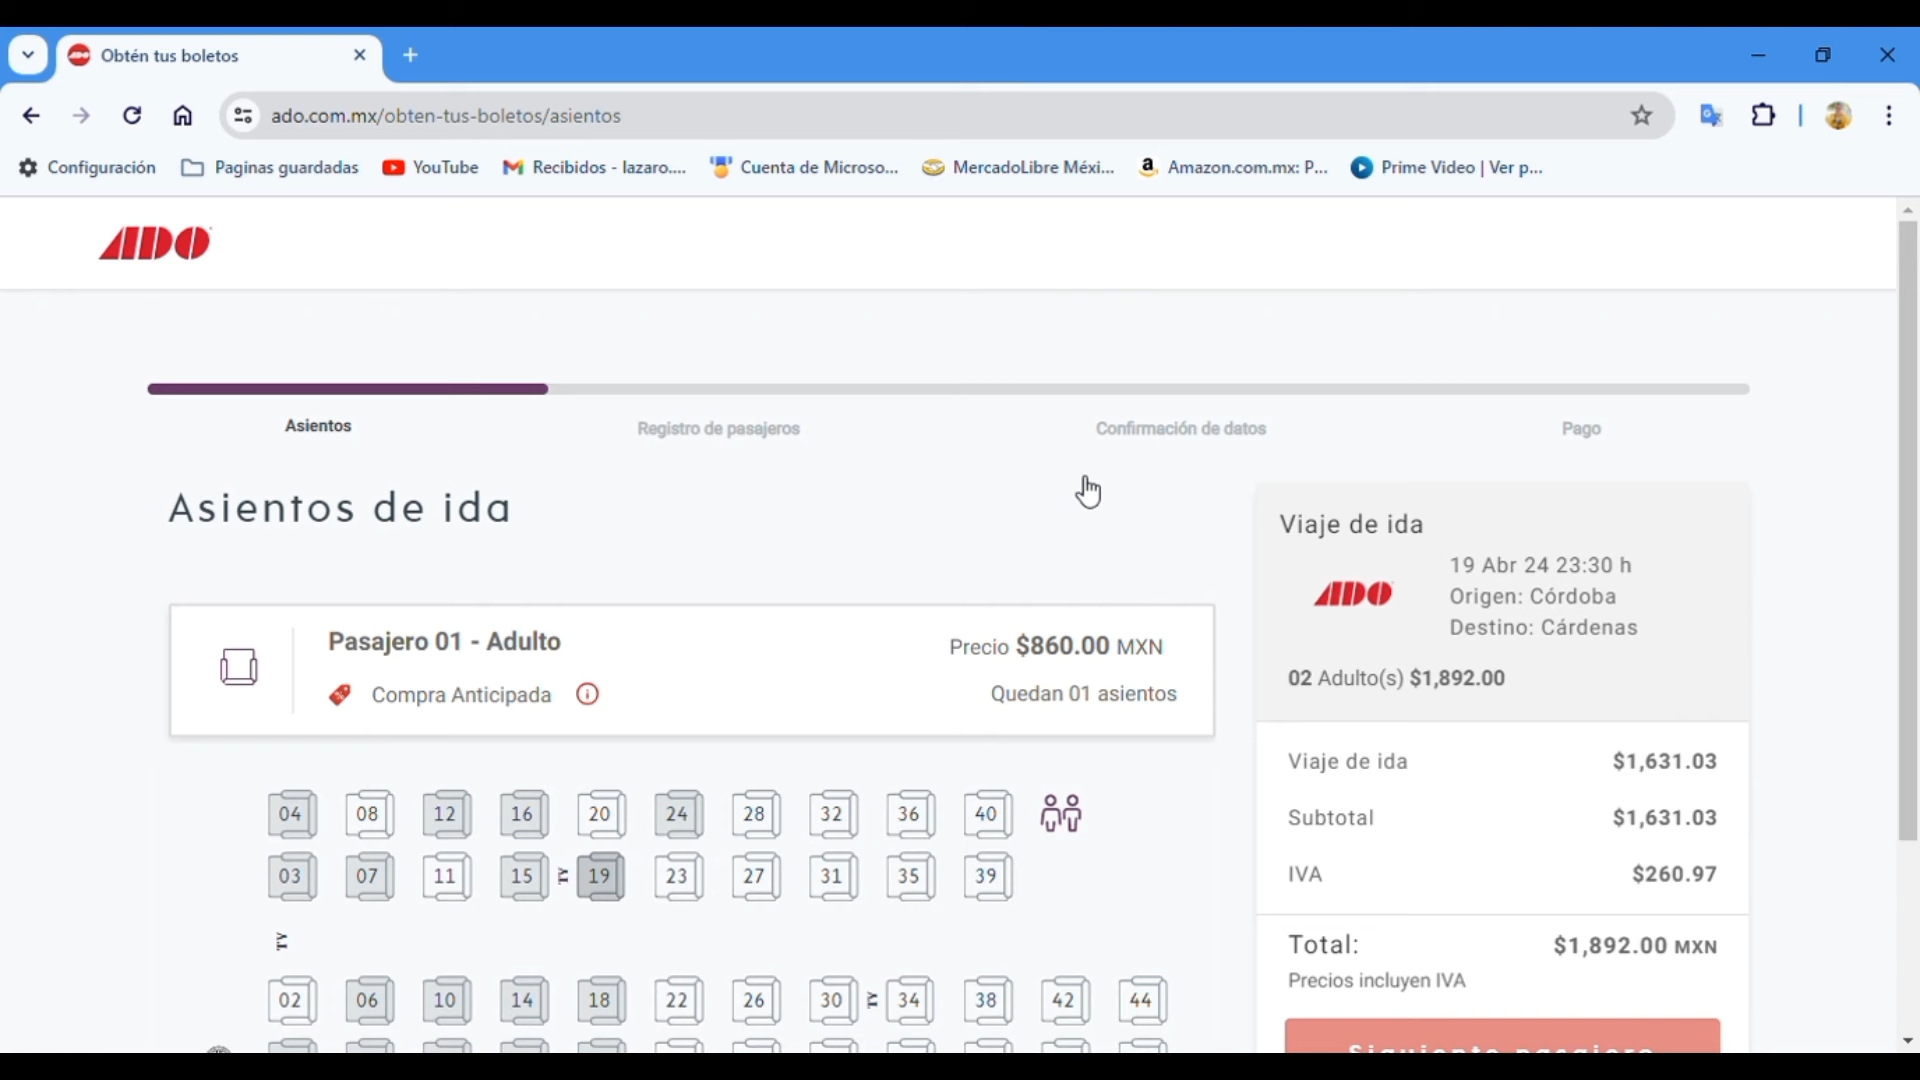 Obtén tus boletos
ado.com.mx/obten-tus-boletos/asientos
Configuración Paginas guardadas YouTube Recibidos - lazaro.... Cuenta de Microso... MercadoLibre Méxi... Amazon.com.mx: P... Prime Video | Ver p...
ADO
Asientos Registro de pasajeros Confirmación de datos Pago
Asientos de ida
Pasajero 01 - Adulto
Precio $860.00 MXN
Compra Anticipada
Quedan 01 asientos
04 08 12 16 20 24 28 32 36 40
03 07 11 15 TV 19 23 27 31 35 39
TV
02 06 10 14 18 22 26 30 TV 34 38 42 44
Viaje de ida
ADO
19 Abr 24 23:30 h
Origen: Córdoba
Destino: Cárdenas
02 Adulto(s) $1,892.00
Viaje de ida $1,631.03
Subtotal $1,631.03
IVA $260.97
Total: $1,892.00 MXN
Precios incluyen IVA
Siguiente pasajero